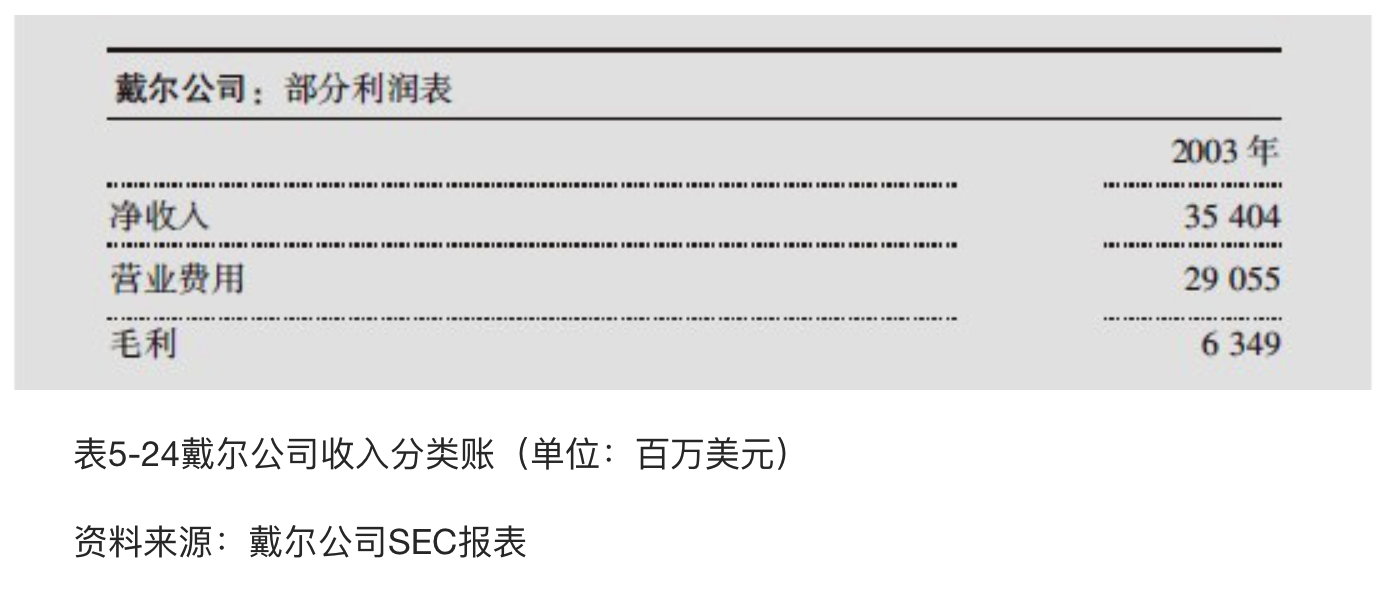 戴尔公司：部分利润表
2003 年
净收入 35 404
营业费用 29 055
毛利 6 349
表5-24戴尔公司收入分类账（单位：百万美元）
资料来源：戴尔公司SEC报表